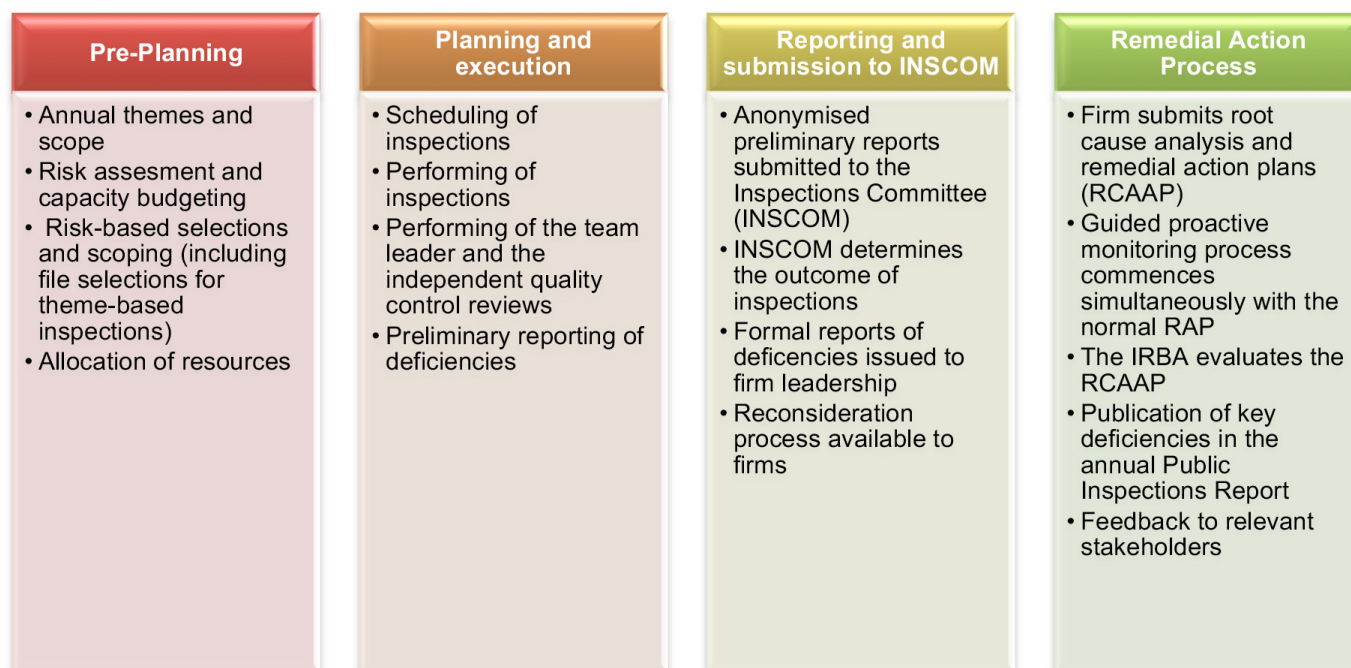 Pre-Planning
• Annual themes and
scope
• Risk assesment and
capacity budgeting
• Risk-based selections
and scoping (including
file selections for
theme-based
inspections)
• Allocation of resources
Planning and
execution
• Scheduling of
inspections
• Performing of
inspections
• Performing of the team
leader and the
independent quality
control reviews
• Preliminary reporting of
deficiencies
Reporting and
submission to INSCOM
• Anonymised
preliminary reports
submitted to the
Inspections Committee
(INSCOM)
• INSCOM determines
the outcome of
inspections
• Formal reports of
deficencies issued to
firm leadership
• Reconsideration
process available to
firms
Remedial Action
Process
• Firm submits root
cause analysis and
remedial action plans
(RCAAP)
• Guided proactive
monitoring process
commences
simultaneously with the
normal RAP
• The IRBA evaluates the
RCAAP
• Publication of key
deficiencies in the
annual Public
Inspections Report
• Feedback to relevant
stakeholders